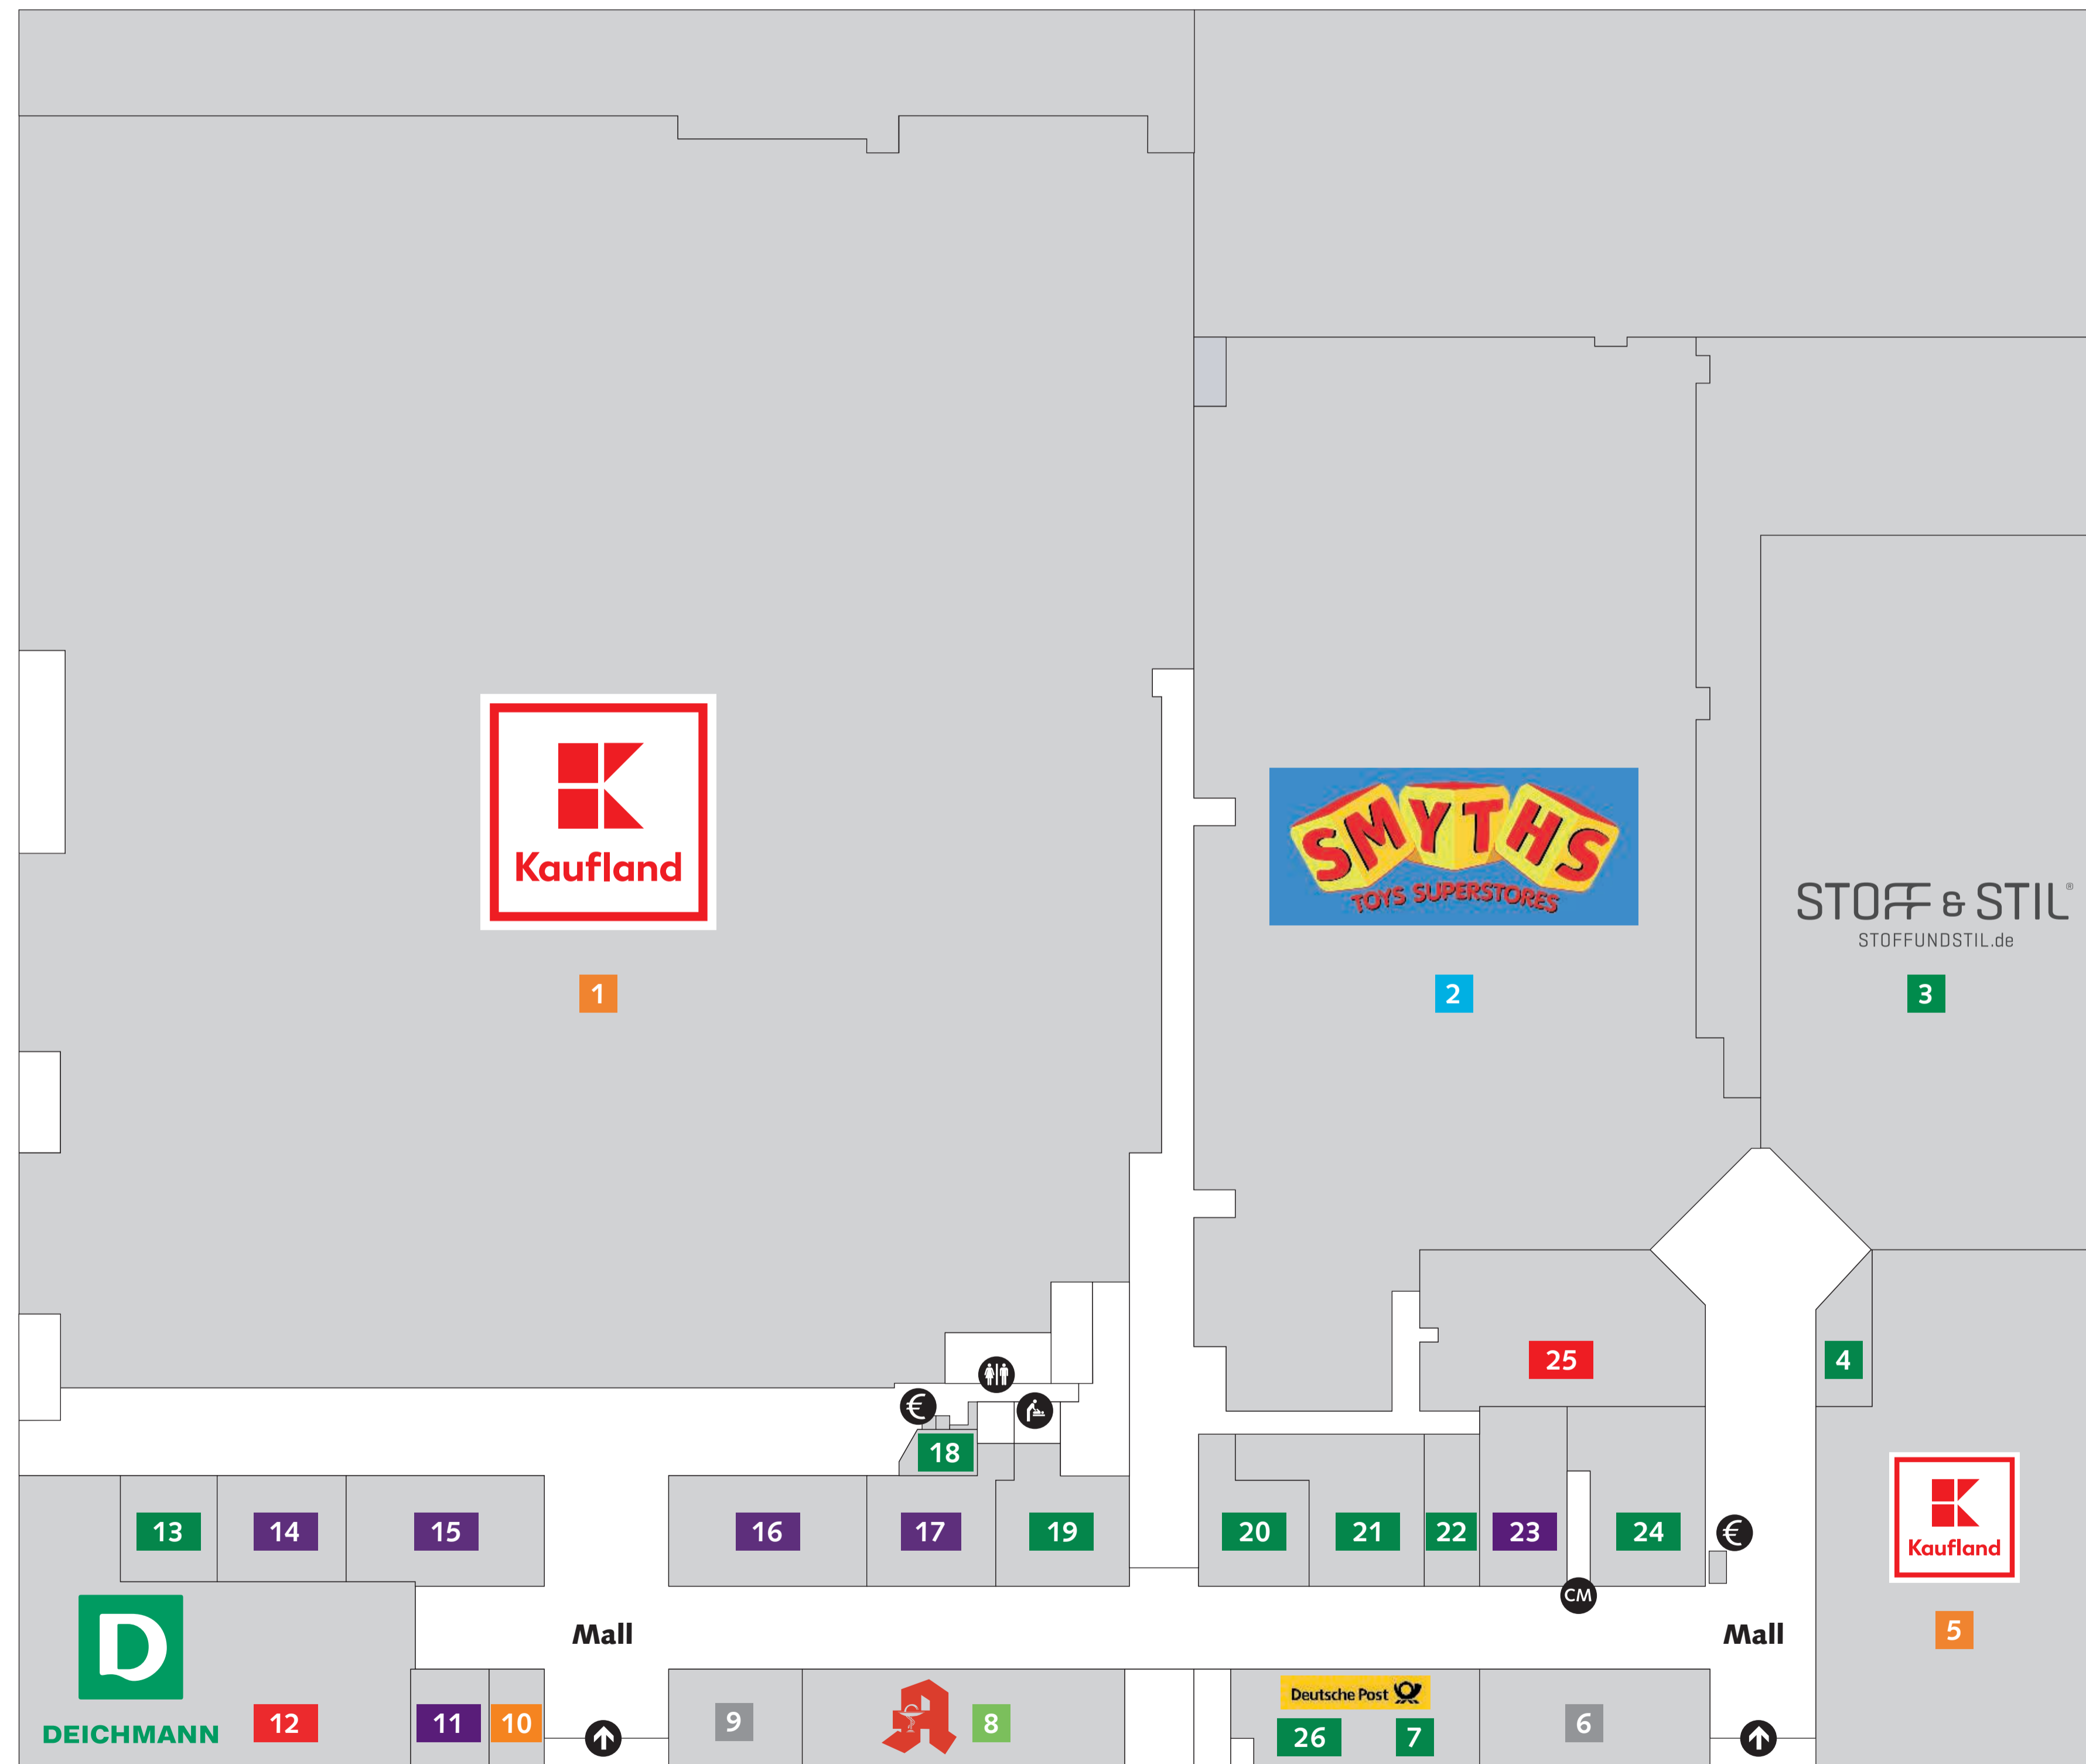 Kaufland
1
SMYTHS
TOYS SUPERSTORES
2
STOFF & STIL®
STOFFUNDSTIL.de
3
25
4
€
18
13
14
15
16
17
19
20
21
22
23
24
€
CM
Kaufland
5
Mall
Mall
D
DEICHMANN
12
11
10
9
A
8
Deutsche Post
26
7
6